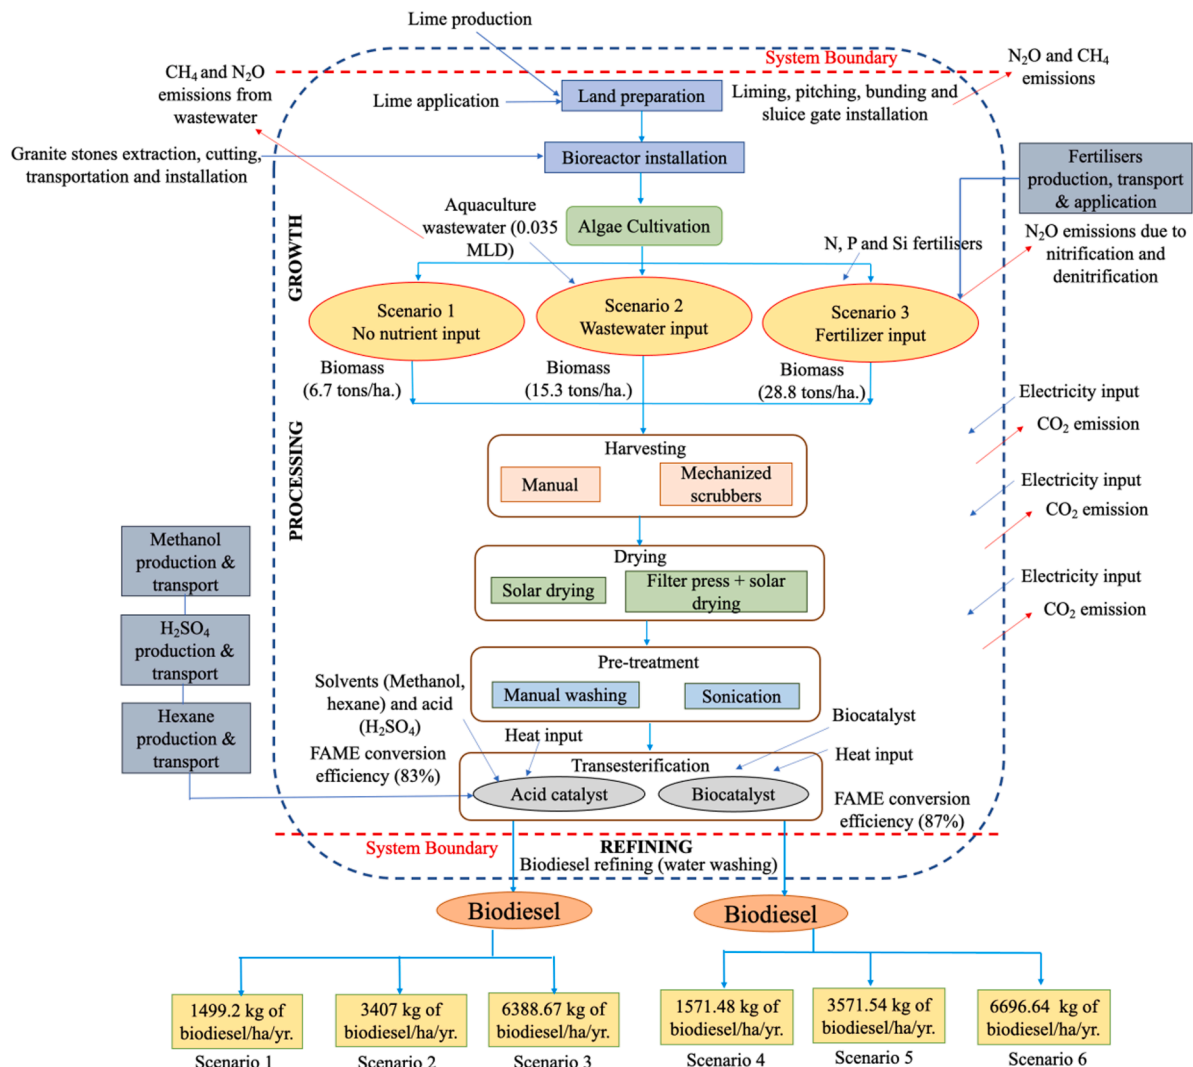 Lime production
System Boundary
N₂O and CH₄
emissions
CH₄ and N₂O
emissions from
wastewater
Lime application
Land preparation
Liming, pitching, bunding and
sluice gate installation
Granite stones extraction, cutting,
transportation and installation
Bioreactor installation
Fertilisers
production, transport
& application
GROWTH
Aquaculture
wastewater (0.035
MLD)
Algae Cultivation
N, P and Si fertilisers
N₂O emissions due to
nitrification and
denitrification
Scenario 1
No nutrient input
Scenario 2
Wastewater input
Scenario 3
Fertilizer input
Biomass
(6.7 tons/ha.)
Biomass
(15.3 tons/ha.)
Biomass
(28.8 tons/ha.)
Electricity input
CO₂ emission
PROCESSING
Harvesting
Manual
Mechanized
scrubbers
Electricity input
CO₂ emission
Methanol
production &
transport
Drying
Solar drying
Filter press + solar
drying
Electricity input
CO₂ emission
H₂SO₄
production &
transport
Pre-treatment
Manual washing
Sonication
Solvents (Methanol,
hexane) and acid
(H₂SO₄)
Hexane
production &
transport
Heat input
Biocatalyst
Heat input
FAME conversion
efficiency (83%)
Transesterification
Acid catalyst
Biocatalyst
FAME conversion
efficiency (87%)
System Boundary
REFINING
Biodiesel refining (water washing)
Biodiesel
Biodiesel
1499.2 kg of
biodiesel/ha/yr.
3407 kg of
biodiesel/ha/yr.
6388.67 kg of
biodiesel/ha/yr.
1571.48 kg of
biodiesel/ha/yr.
3571.54 kg of
biodiesel/ha/yr.
6696.64 kg of
biodiesel/ha/yr.
Scenario 1
Scenario 2
Scenario 3
Scenario 4
Scenario 5
Scenario 6